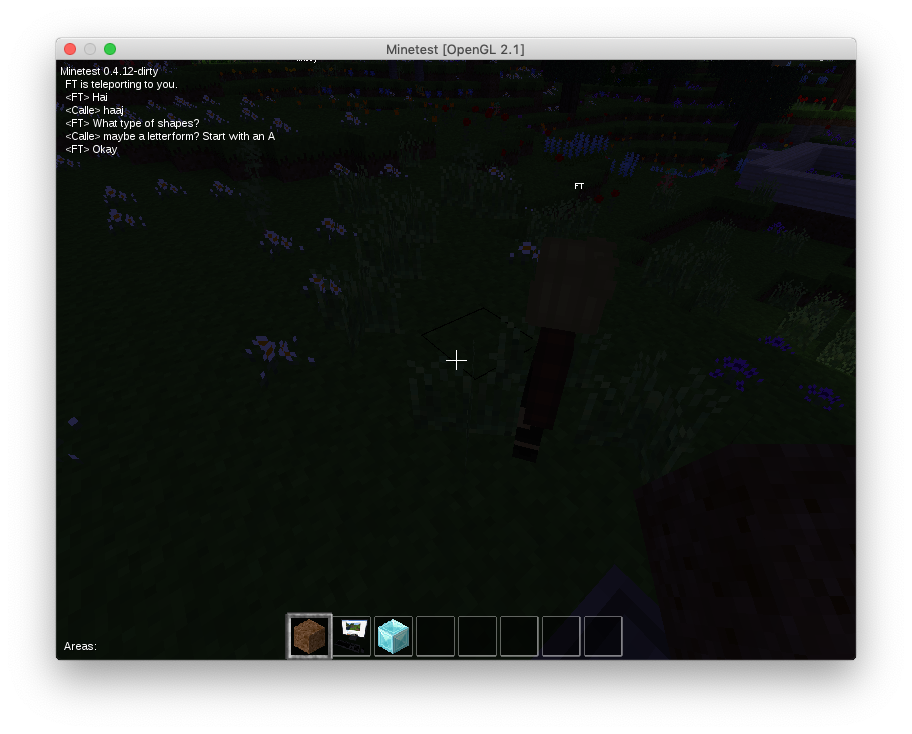 Minetest [OpenGL 2.1]
Minetest 0.4.12-dirty
FT is teleporting to you.
<FT> Hai
<Calle> haaj
<FT> What type of shapes?
<Calle> maybe a letterform? Start with an A
<FT> Okay
FT
Areas: